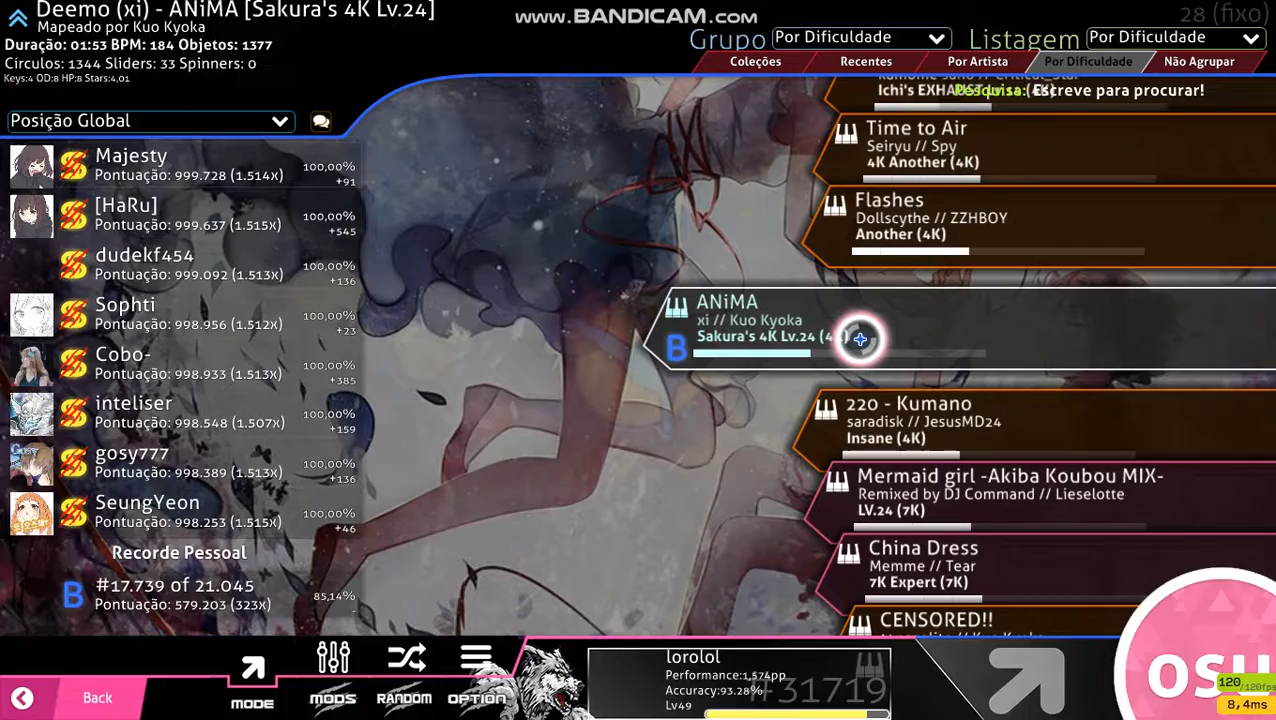 Deemo (xi) - ANiMA [Sakura's 4K Lv.24]
Mapeado por Kuo Kyoka
Duração: 01:53 BPM: 184 Objetos: 1377
Círculos: 1344 Sliders: 33 Spinners: 0
Keys:4 OD:8 HP:8 Stars:4,01
www.BANDICAM.com
28 (fixo)
Grupo Por Dificuldade
Listagem Por Dificuldade
Coleções Recentes Por Artista Por Dificuldade Não Agrupar
Posição Global
Majesty
Pontuação: 999.728 (1.514x)
100,00%
+91
[HaRu]
Pontuação: 999.637 (1.515x)
100,00%
+545
dudekf454
Pontuação: 999.092 (1.513x)
100,00%
+136
Sophti
Pontuação: 998.956 (1.512x)
100,00%
+23
Cobo-
Pontuação: 998.933 (1.513x)
100,00%
+385
inteliser
Pontuação: 998.548 (1.507x)
100,00%
+159
gosy777
Pontuação: 998.389 (1.513x)
100,00%
+136
SeungYeon
Pontuação: 998.253 (1.515x)
100,00%
+46
Recorde Pessoal
B
#17.739 of 21.045
Pontuação: 579.203 (323x)
85,14%
-
Ichi's
Pesquisa: Escreve para procurar!
Time to Air
Seiryu // Spy
4K Another (4K)
Flashes
Dollscythe // ZZHBOY
Another (4K)
ANiMA
xi // Kuo Kyoka
B Sakura's 4K Lv.24
220 - Kumano
saradisk // JesusMD24
Insane (4K)
Mermaid girl -Akiba Koubou MIX-
Remixed by DJ Command // Lieselotte
LV.24 (7K)
China Dress
Memme // Tear
7K Expert (7K)
CENSORED!!
Back
MODE
MODS
RANDOM
OPTION
lorolol
Performance:1,574pp
Accuracy:93.28%
Lv49
+31719
OSU
120/120fps
8,4ms